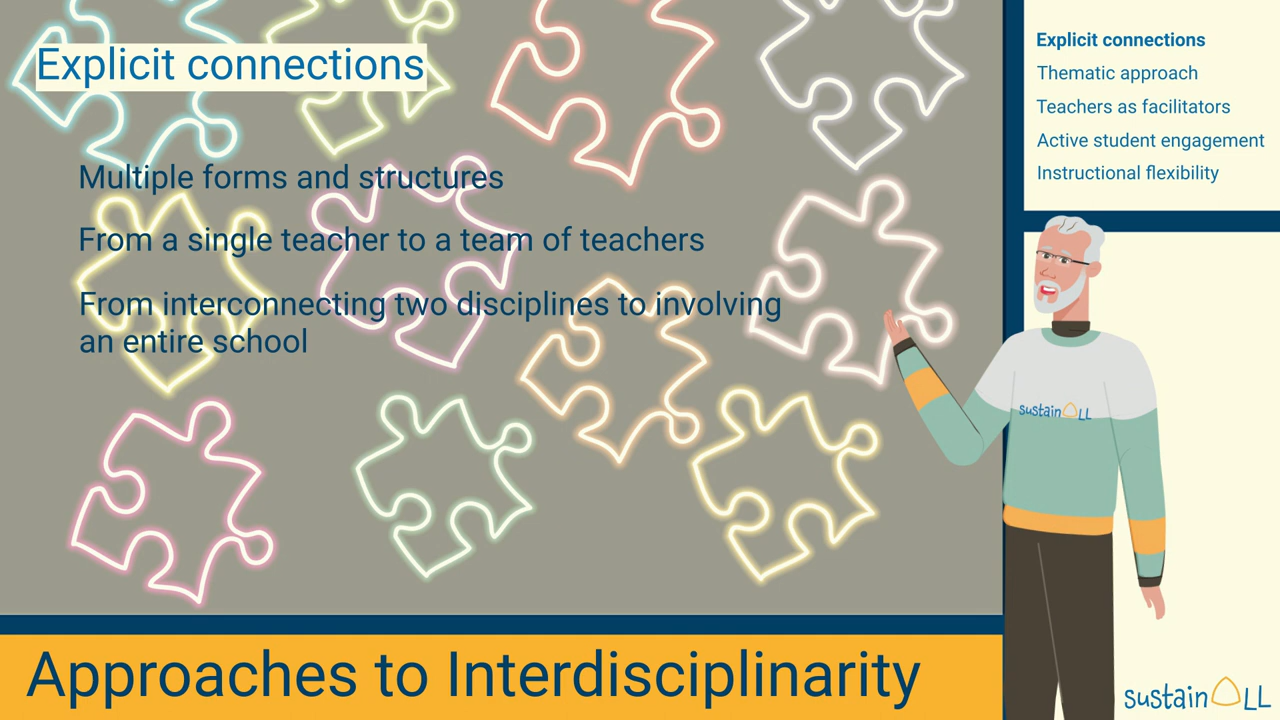 Explicit connections
Multiple forms and structures
From a single teacher to a team of teachers
From interconnecting two disciplines to involving
an entire school
Explicit connections
Thematic approach
Teachers as facilitators
Active student engagement
Instructional flexibility
sustainALL
Approaches to Interdisciplinarity
sustainALL